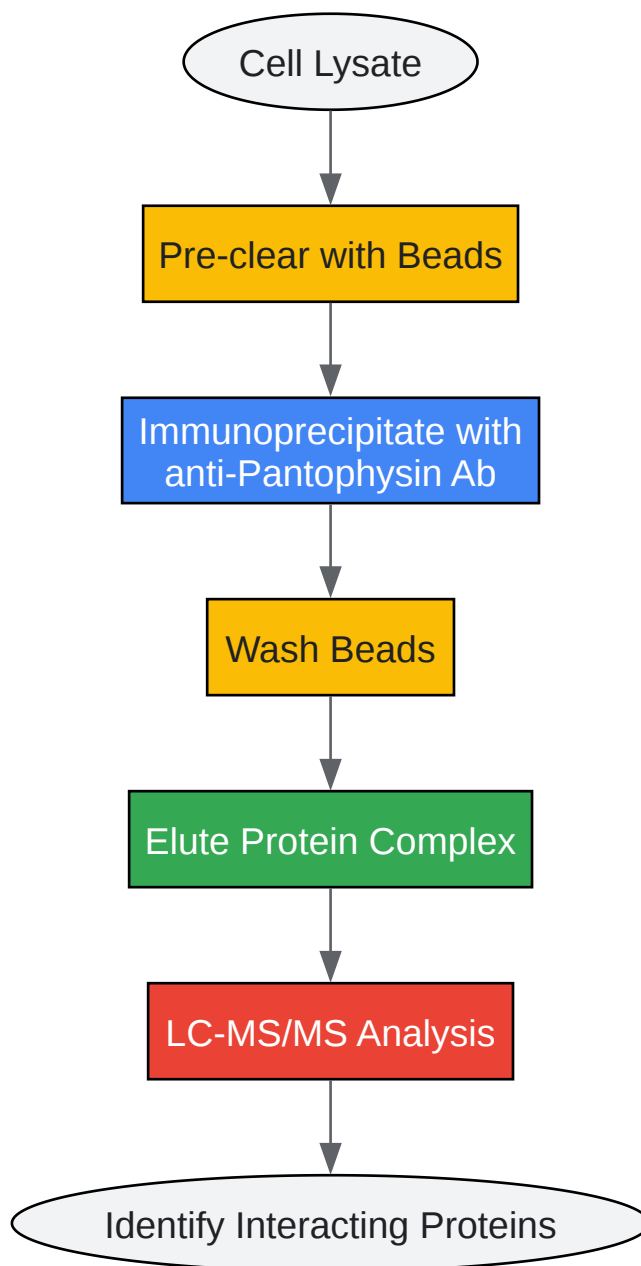 Cell Lysate
Pre-clear with Beads
Immunoprecipitate with
anti-Pantophysin Ab
Wash Beads
Elute Protein Complex
LC-MS/MS Analysis
Identify Interacting Proteins